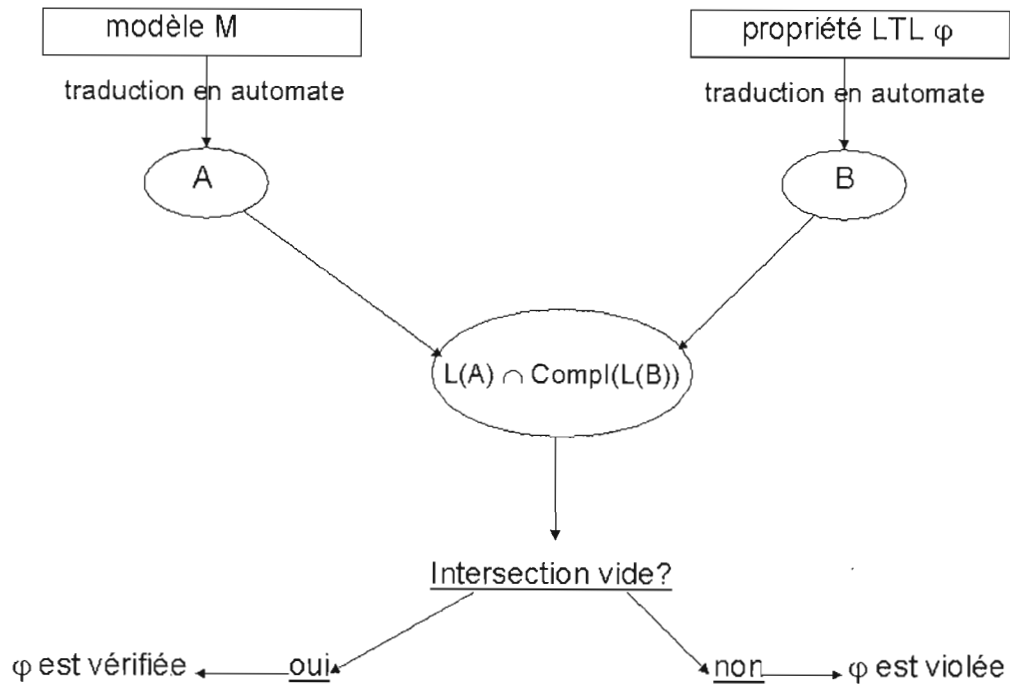 modèle M
propriété LTL φ
traduction en automate
traduction en automate
A
B
L(A) ∩ Compl(L(B))
Intersection vide?
φ est vérifiée
oui
non
φ est violée